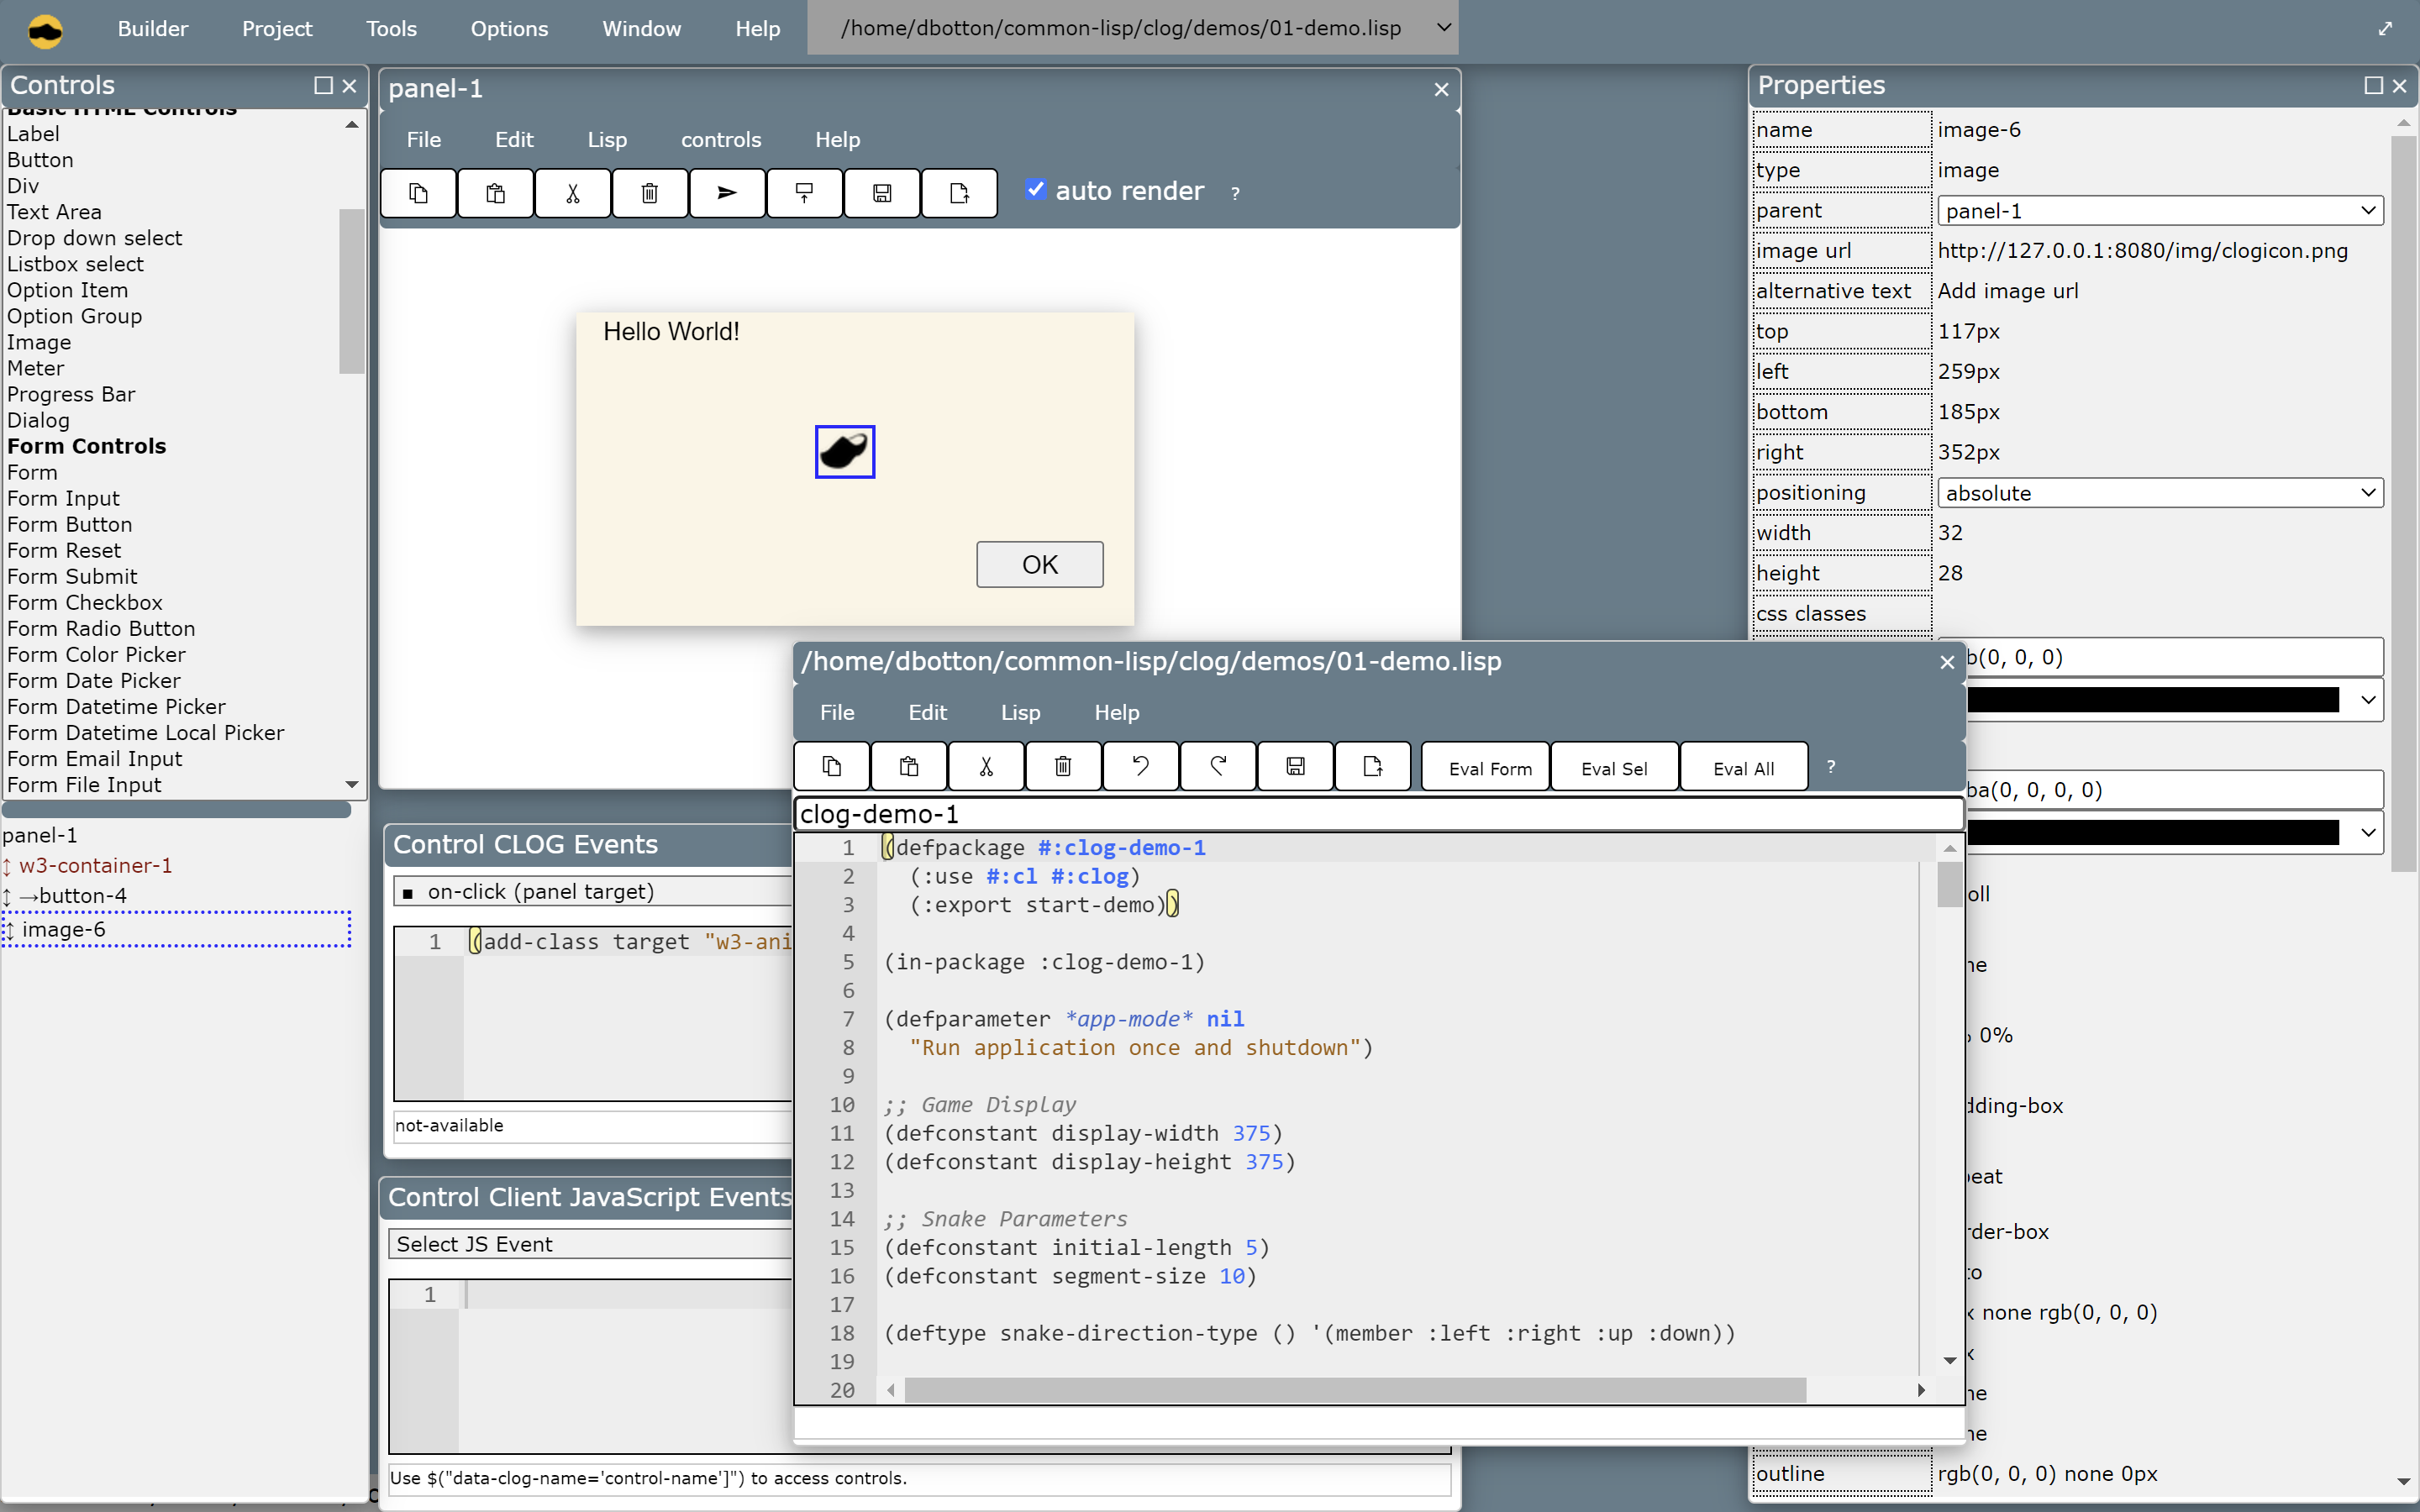 Builder Project Tools Options Window Help /home/dbotton/common-lisp/clog/demos/01-demo.lisp
Controls
Basic HTML Controls
Label
Button
Div
Text Area
Drop down select
Listbox select
Option Item
Option Group
Image
Meter
Progress Bar
Dialog
Form Controls
Form
Form Input
Form Button
Form Reset
Form Submit
Form Checkbox
Form Radio Button
Form Color Picker
Form Date Picker
Form Datetime Picker
Form Datetime Local Picker
Form Email Input
Form File Input
panel-1
↕ w3-container-1
↕ →button-4
↕ image-6
panel-1
File Edit Lisp controls Help
auto render ?
Hello World!
OK
Control CLOG Events
■ on-click (panel target)
1 (add-class target "w3-ani
not-available
Control Client JavaScript Events
Select JS Event
1
Use $("data-clog-name='control-name']") to access controls.
/home/dbotton/common-lisp/clog/demos/01-demo.lisp
File Edit Lisp Help
Eval Form Eval Sel Eval All ?
clog-demo-1
1 (defpackage #:clog-demo-1
2 (:use #:cl #:clog)
3 (:export start-demo))
4
5 (in-package :clog-demo-1)
6
7 (defparameter *app-mode* nil
8 "Run application once and shutdown")
9
10 ;; Game Display
11 (defconstant display-width 375)
12 (defconstant display-height 375)
13
14 ;; Snake Parameters
15 (defconstant initial-length 5)
16 (defconstant segment-size 10)
17
18 (deftype snake-direction-type () '(member :left :right :up :down))
19
20
Properties
name image-6
type image
parent panel-1
image url http://127.0.0.1:8080/img/clogicon.png
alternative text Add image url
top 117px
left 259px
bottom 185px
right 352px
positioning absolute
width 32
height 28
css classes
b(0, 0, 0)
ba(0, 0, 0, 0)
oll
ne
0%
dding-box
eat
rder-box
to
x none rgb(0, 0, 0)
x
ne
ne
outline rgb(0, 0, 0) none 0px